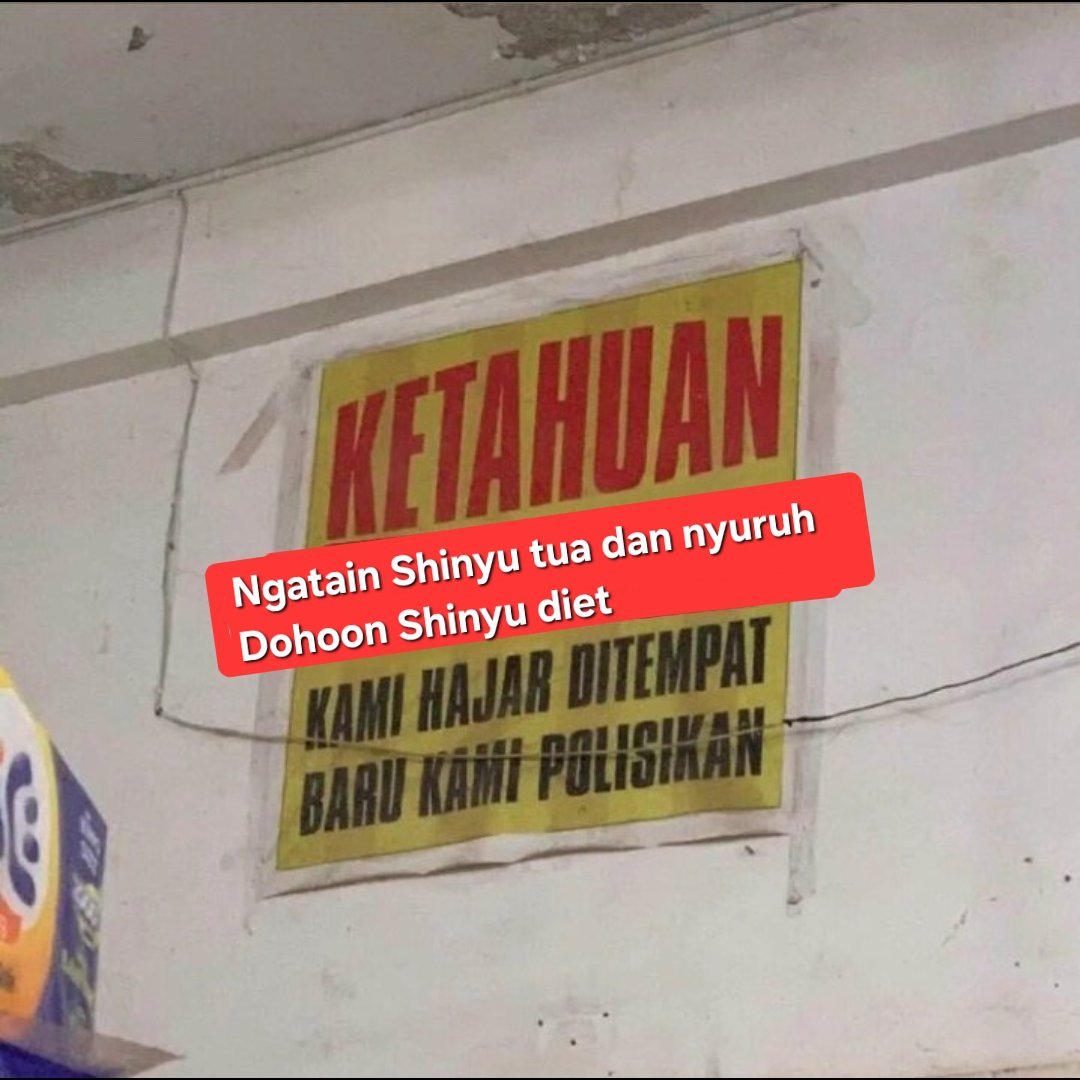 KETAHUAN
Ngatain Shinyu tua dan nyuruh
Dohoon Shinyu diet
KAMI HAJAR DITEMPAT
BARU KAMI POLISIKAN